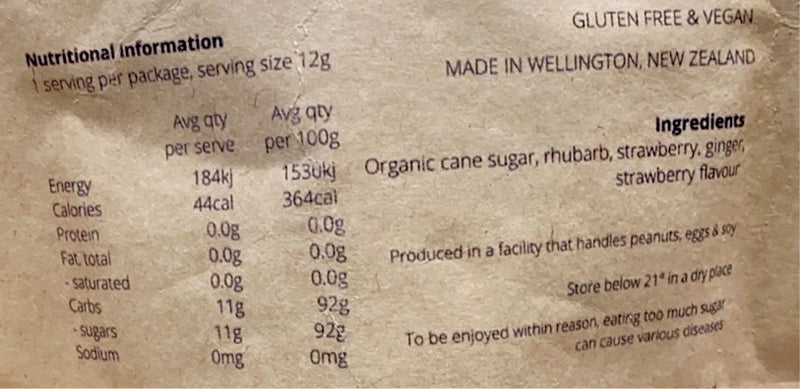 GLUTEN FREE & VEGAN
MADE IN WELLINGTON, NEW ZEALAND
Nutritional information
1 serving per package, serving size 12g
Avg qty per serve Avg qty per 100g
Energy 184kj 1530kj
Calories 44cal 364cal
Protein 0.0g 0.0g
Fat, total 0.0g 0.0g
- saturated 0.0g 0.0g
Carbs 11g 92g
- sugars 11g 92g
Sodium 0mg 0mg
Ingredients
Organic cane sugar, rhubarb, strawberry, ginger,
strawberry flavour
Produced in a facility that handles peanuts, eggs & soy
Store below 21° in a dry place
To be enjoyed within reason, eating too much sugar
can cause various diseases